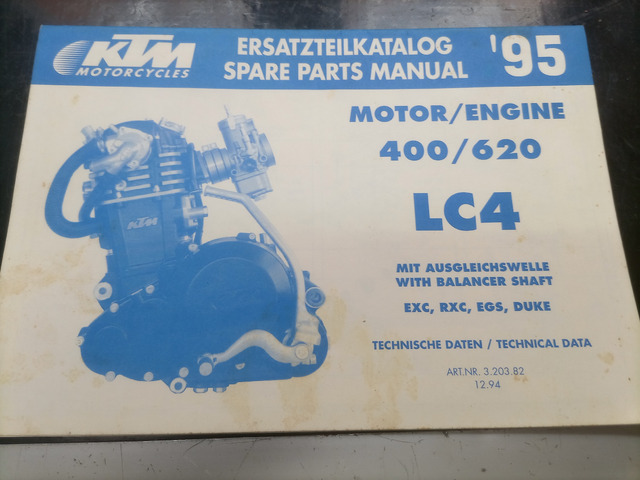 KTM
MOTORCYCLES
ERSATZTEILKATALOG
SPARE PARTS MANUAL
'95
MOTOR/ENGINE
400/620
LC4
KTM
MIT AUSGLEICHSWELLE
WITH BALANCER SHAFT
EXC, RXC, EGS, DUKE
TECHNISCHE DATEN / TECHNICAL DATA
ART.NR. 3.203.82
12.94